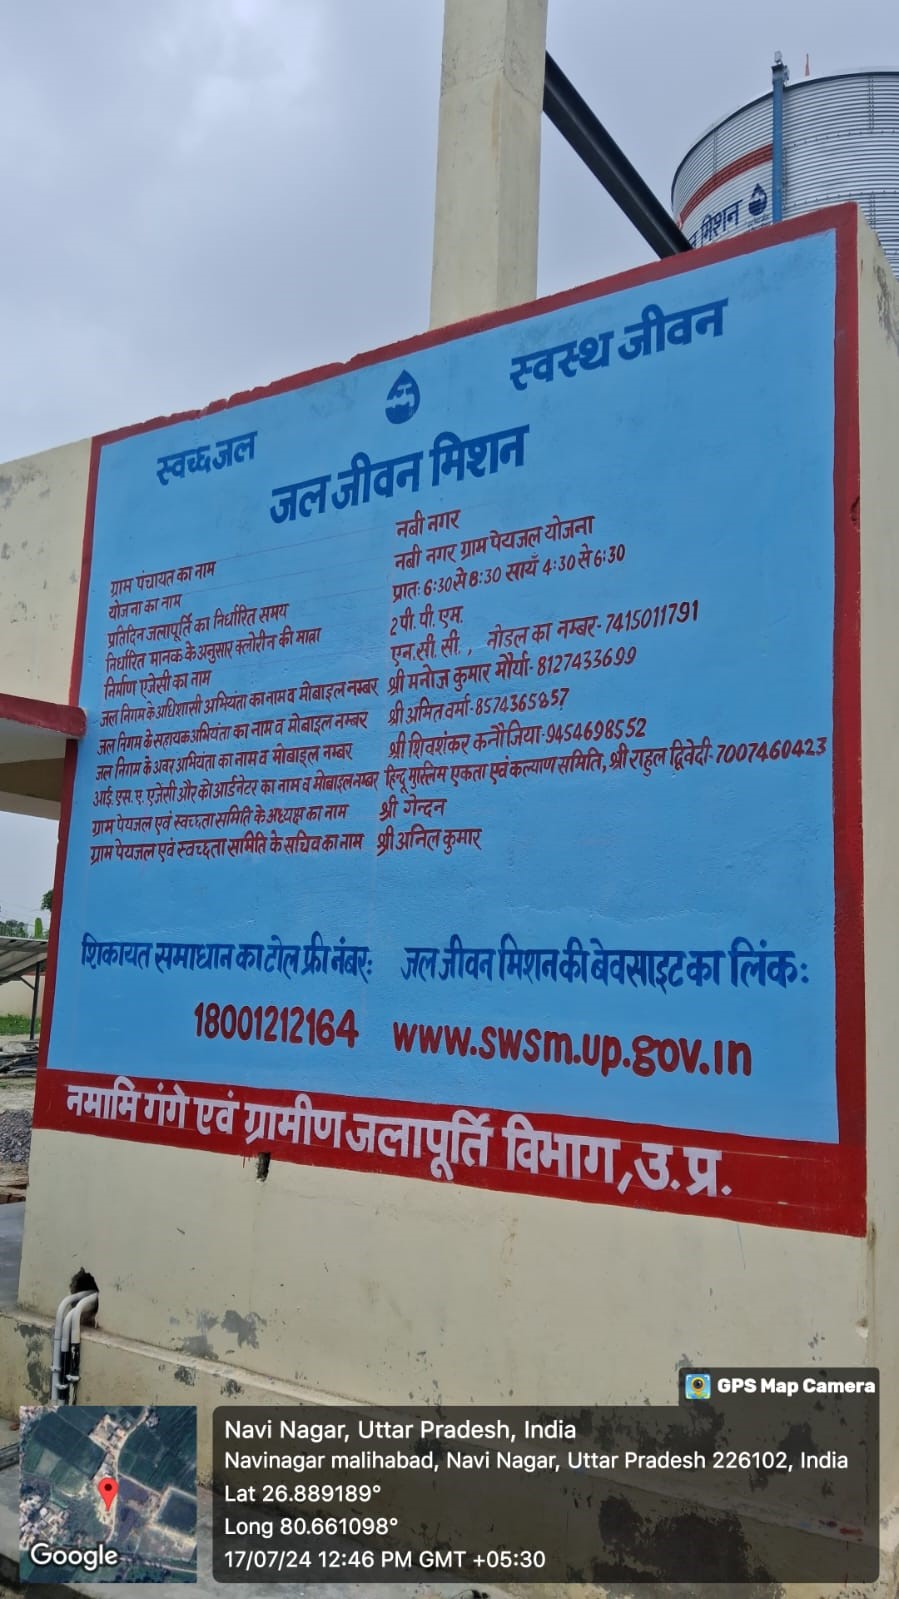 न मिशन
स्वच्छ जल
स्वस्थ जीवन
जल जीवन मिशन
ग्राम पंचायत का नाम नबी नगर
योजना का नाम नबी नगर ग्राम पेयजल योजना
प्रतिदिन जलापूर्ति का निर्धारित समय प्रातः 6:30 से 8:30 सायँ 4:30 से 6:30
निर्धारित मानक के अनुसार क्लोरीन की मात्रा 2 पी. पी. एम.
निर्माण एजेसी का नाम एन. सी. सी. , नोडल का नम्बर- 7415011791
जल निगम के अधिशासी अभियंता का नाम व मोबाइल नम्बर श्री मनोज कुमार मौर्या- 8127433699
जल निगम के सहायक अभियंता का नाम व मोबाइल नम्बर श्री अमित वर्मा- 8574365857
जल निगम के अवर अभियंता का नाम व मोबाइल नम्बर श्री शिवशंकर कनौजिया- 9454698552
आई. एस. ए. एजेसी और को आर्डनेटर का नाम व मोबाइल नम्बर हिन्दू मुस्लिम एकता एवं कल्याण समिति, श्री राहुल द्विवेदी- 7007460423
ग्राम पेयजल एवं स्वच्छता समिति के अध्यक्ष का नाम श्री गेन्दन
ग्राम पेयजल एवं स्वच्छता समिति के सचिव का नाम श्री अनिल कुमार
शिकायत समाधान का टोल फ्री नंबर: जल जीवन मिशन की बेवसाइट का लिंक:
18001212164 www.swsm.up.gov.in
नमामि गंगे एवं ग्रामीण जलापूर्ति विभाग, उ. प्र.
GPS Map Camera
Navi Nagar, Uttar Pradesh, India
Navinagar malihabad, Navi Nagar, Uttar Pradesh 226102, India
Lat 26.889189°
Long 80.661098°
17/07/24 12:46 PM GMT +05:30
Google